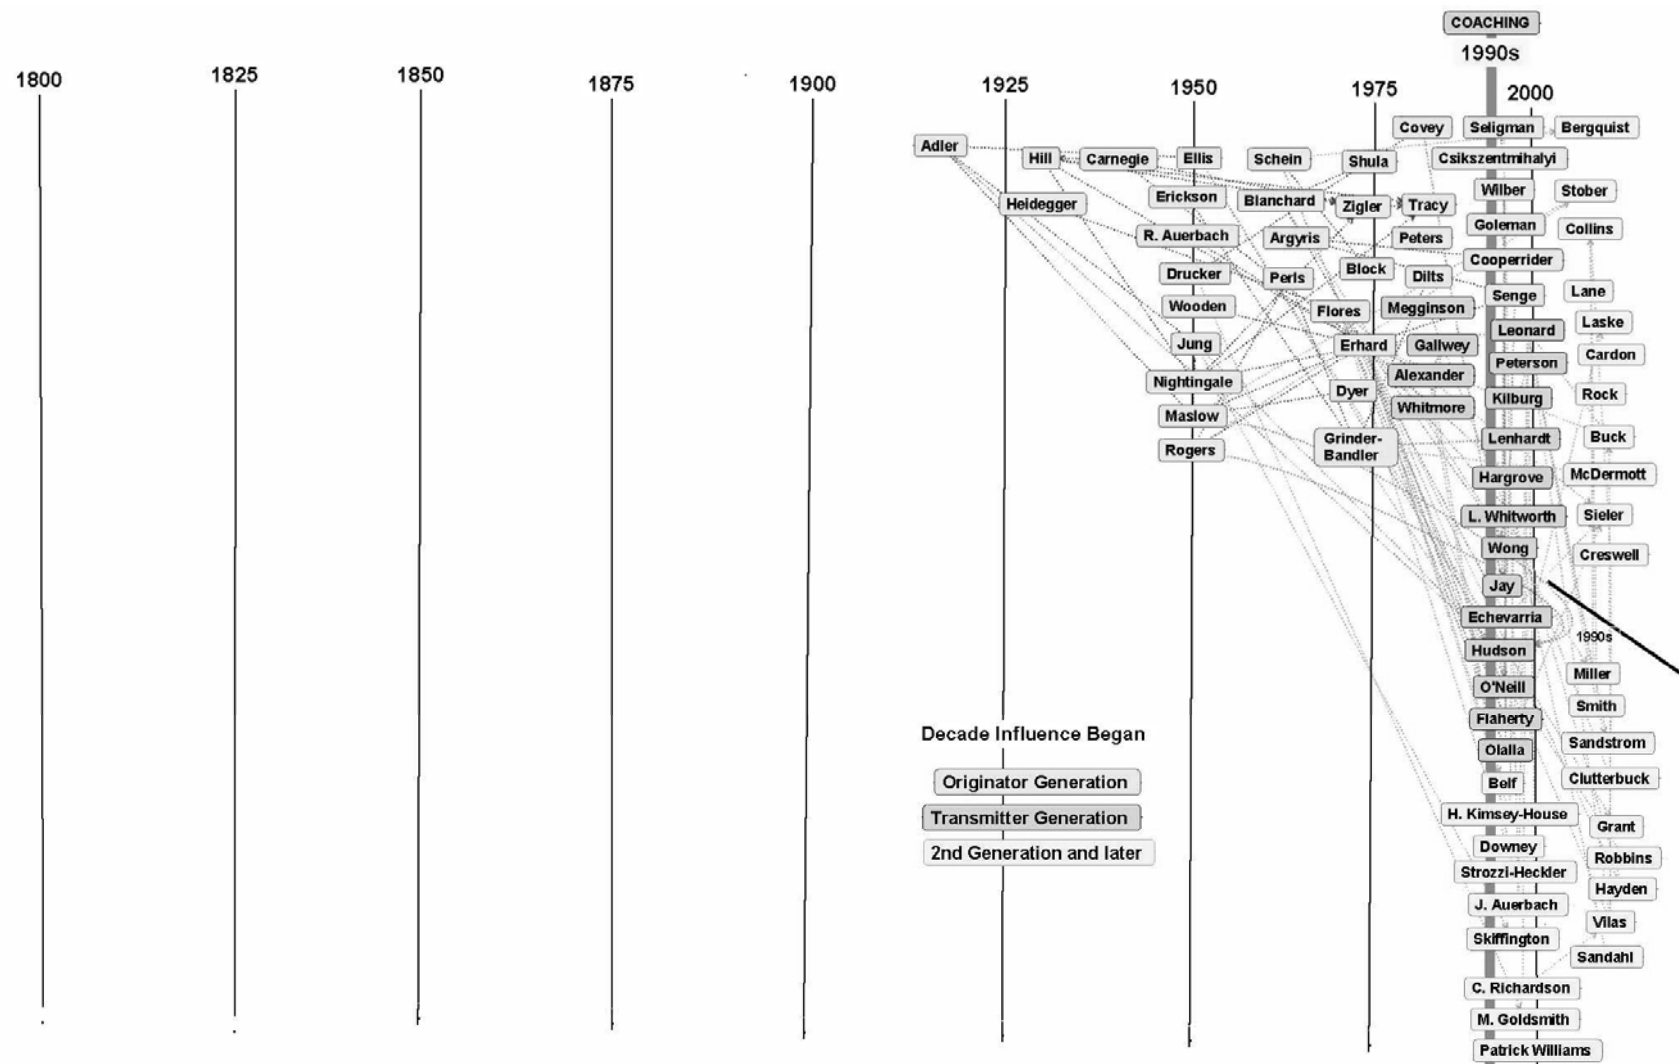 COACHING
1990s
1800
1825
1850
1875
1900
1925
1950
1975
2000
Adler
Hill
Carnegie
Ellis
Schein
Shula
Covey
Seligman
Bergquist
Csikszentmihalyi
Heidegger
Erickson
Blanchard
Zigler
Tracy
Wilber
Stober
R. Auerbach
Argyris
Peters
Goleman
Collins
Drucker
Perls
Block
Dilts
Cooperrider
Wooden
Flores
Megginson
Senge
Lane
Jung
Erhard
Gallwey
Leonard
Laske
Nightingale
Dyer
Alexander
Peterson
Cardon
Maslow
Whitmore
Kilburg
Rock
Rogers
Grinder-
Bandler
Lenhardt
Buck
Hargrove
McDermott
L. Whitworth
Sieler
Wong
Creswell
Jay
Echevarria
1990s
Hudson
Miller
O'Neill
Smith
Flaherty
Sandstrom
Olalla
Clutterbuck
Belf
H. Kimsey-House
Grant
Downey
Robbins
Strozzi-Heckler
Hayden
J. Auerbach
Vilas
Skiffington
Sandahl
C. Richardson
M. Goldsmith
Patrick Williams
Decade Influence Began
Originator Generation
Transmitter Generation
2nd Generation and later